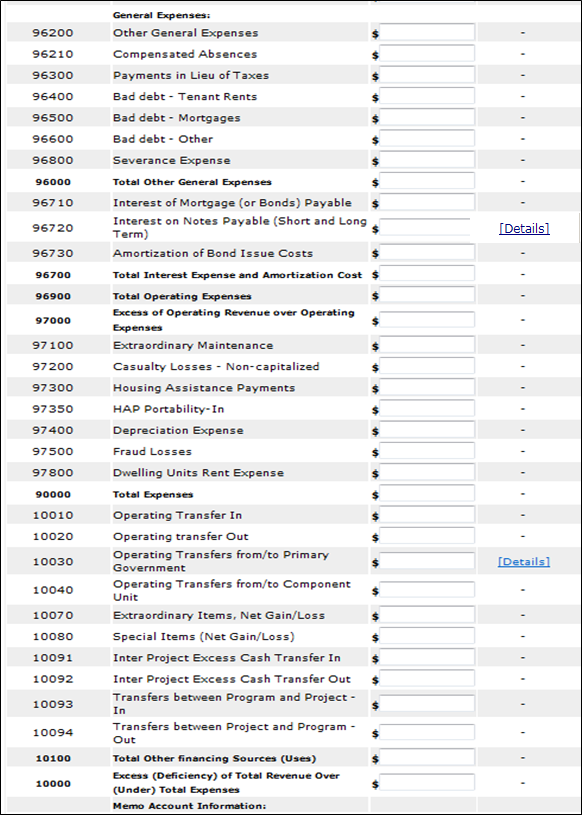 General Expenses:
96200 Other General Expenses $ -
96210 Compensated Absences $ -
96300 Payments in Lieu of Taxes $ -
96400 Bad debt - Tenant Rents $ -
96500 Bad debt - Mortgages $ -
96600 Bad debt - Other $ -
96800 Severance Expense $ -
96000 Total Other General Expenses $ -
96710 Interest of Mortgage (or Bonds) Payable $ -
96720 Interest on Notes Payable (Short and Long $ [Details]
Term)
96730 Amortization of Bond Issue Costs $ -
96700 Total Interest Expense and Amortization Cost $ -
96900 Total Operating Expenses $ -
97000 Excess of Operating Revenue over Operating $ -
Expenses
97100 Extraordinary Maintenance $ -
97200 Casualty Losses - Non-capitalized $ -
97300 Housing Assistance Payments $ -
97350 HAP Portability-In $ -
97400 Depreciation Expense $ -
97500 Fraud Losses $ -
97800 Dwelling Units Rent Expense $ -
90000 Total Expenses $ -
10010 Operating Transfer In $ -
10020 Operating transfer Out $ -
10030 Operating Transfers from/to Primary $ [Details]
Government
10040 Operating Transfers from/to Component $ -
Unit
10070 Extraordinary Items, Net Gain/Loss $ -
10080 Special Items (Net Gain/Loss) $ -
10091 Inter Project Excess Cash Transfer In $ -
10092 Inter Project Excess Cash Transfer Out $ -
10093 Transfers between Program and Project - $ -
In
10094 Transfers between Project and Program - $ -
Out
10100 Total Other financing Sources (Uses) $ -
10000 Excess (Deficiency) of Total Revenue Over $ -
(Under) Total Expenses
Memo Account Information: